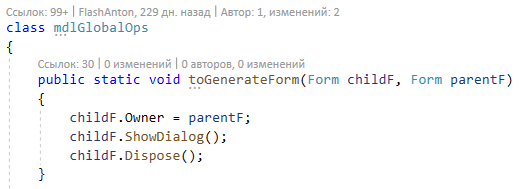 Ссылок: 99+ | FlashAnton, 229 дн. назад | Автор: 1, изменений: 2
class mdlGlobalOps
{
Ссылок: 30 | 0 изменений | 0 авторов, 0 изменений
public static void toGenerateForm(Form childF, Form parentF)
{
childF.Owner = parentF;
childF.ShowDialog();
childF.Dispose();
}